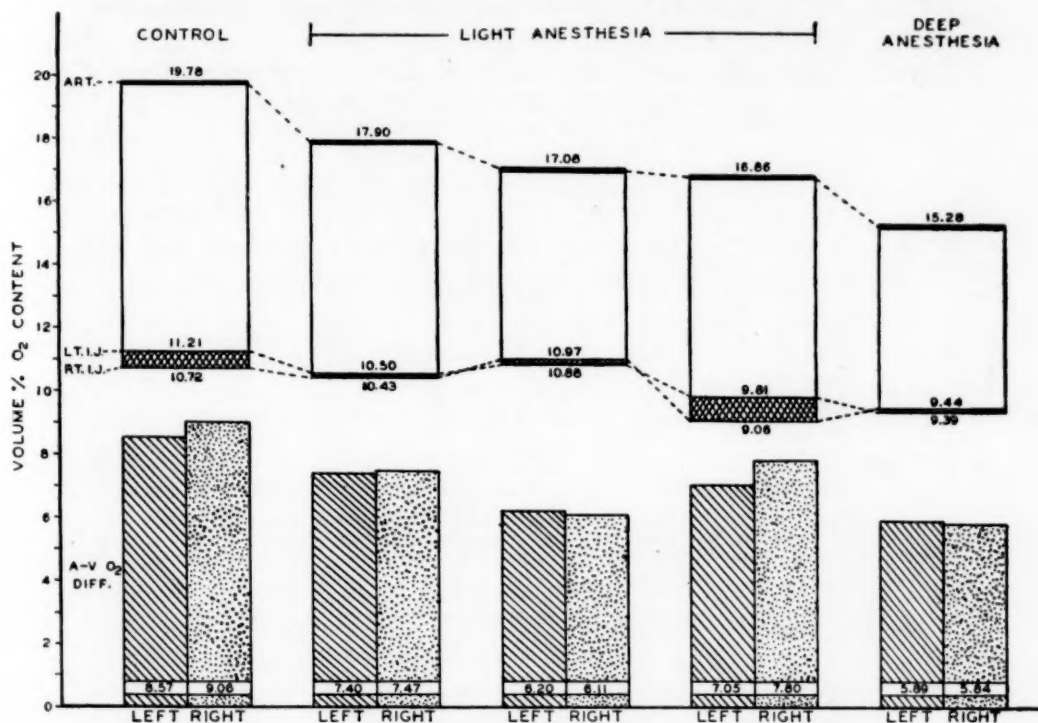 CONTROL
LIGHT ANESTHESIA
DEEP
ANESTHESIA
VOLUME % O2 CONTENT
20
18
16
14
12
10
8
6
4
2
0
ART.
LT. I.J.
RT. I.J.
A-V O2
DIFF.
19.78
17.90
17.08
16.86
15.28
11.21
10.72
10.50
10.43
10.97
10.88
9.81
9.06
9.44
9.39
8.57 9.06
7.40 7.47
6.20 6.11
7.05 7.80
5.89 5.84
LEFT RIGHT
LEFT RIGHT
LEFT RIGHT
LEFT RIGHT
LEFT RIGHT